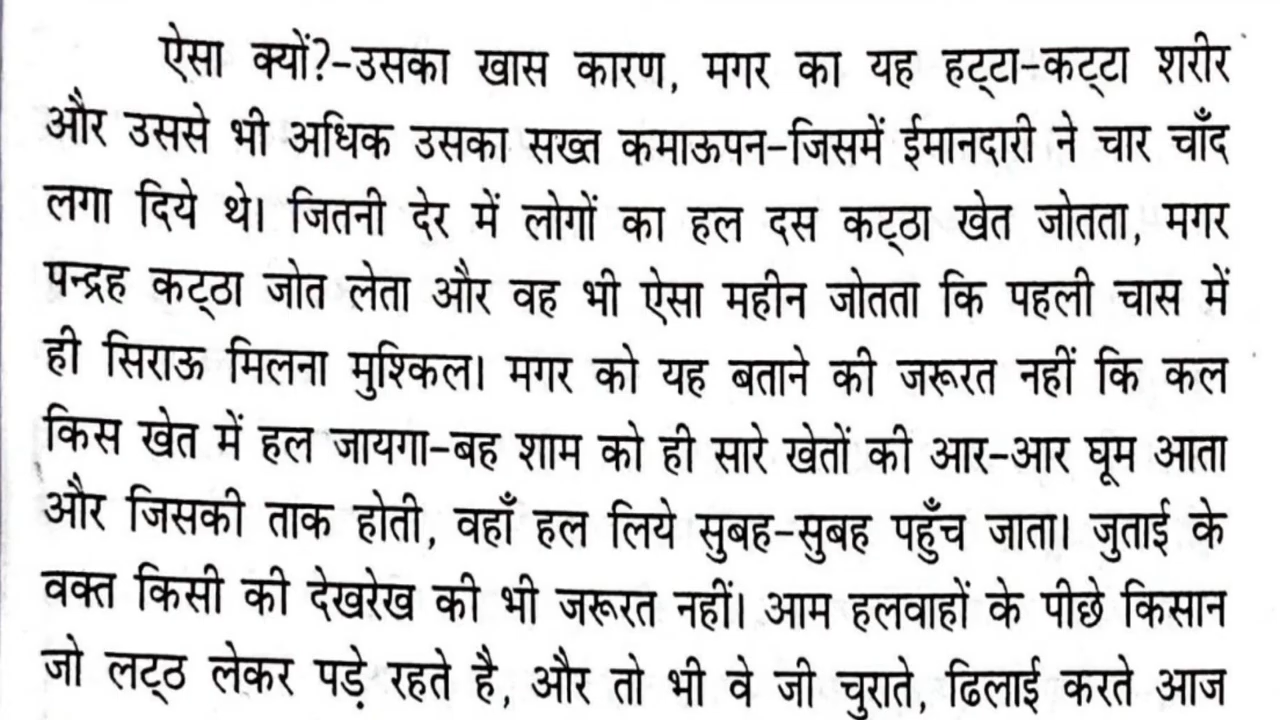 ऐसा क्यों?-उसका खास कारण, मगर का यह हट्टा-कट्टा शरीर
और उससे भी अधिक उसका सख्त कमाऊपन-जिसमें ईमानदारी ने चार चाँद
लगा दिये थे। जितनी देर में लोगों का हल दस कट्ठा खेत जोतता, मगर
पन्द्रह कट्ठा जोत लेता और वह भी ऐसा महीन जोतता कि पहली चास में
ही सिराऊ मिलना मुश्किल। मगर को यह बताने की जरूरत नहीं कि कल
किस खेत में हल जायगा-बह शाम को ही सारे खेतों की आर-आर घूम आता
और जिसकी ताक होती, वहाँ हल लिये सुबह-सुबह पहुँच जाता। जुताई के
वक्त किसी की देखरेख की भी जरूरत नहीं। आम हलवाहों के पीछे किसान
जो लट्ठ लेकर पड़े रहते है, और तो भी वे जी चुराते, ढिलाई करते आज